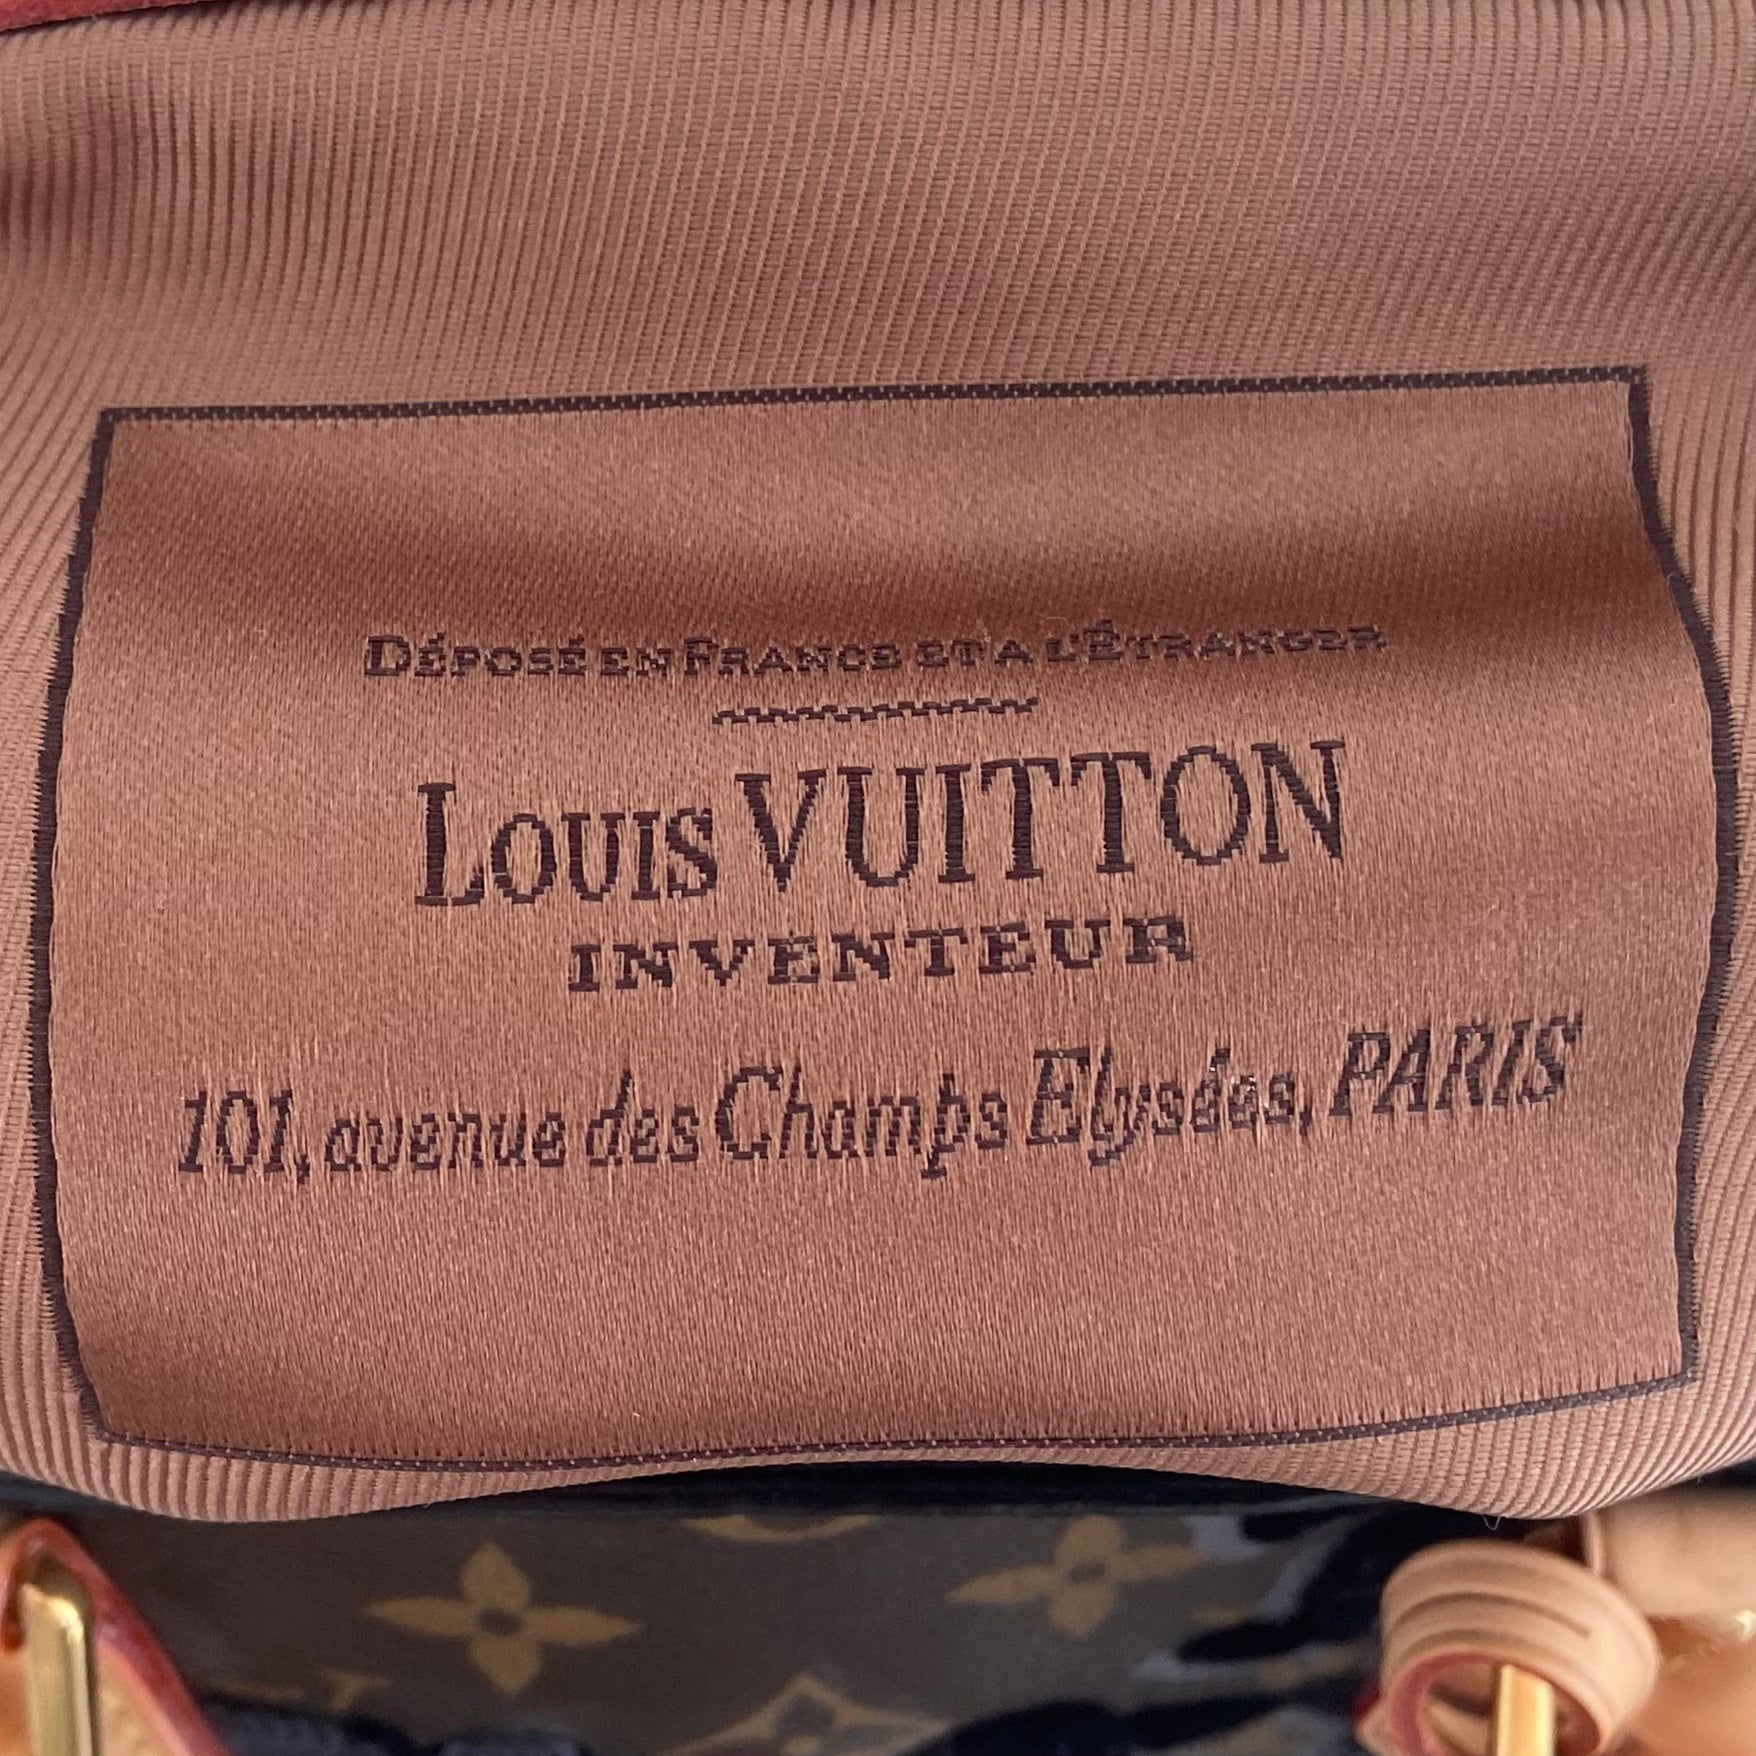 DÉPOSÉ EN FRANCE ET A L'ÉTRANGER
LOUIS VUITTON
INVENTEUR
101, avenue des Champs Elysées, PARIS